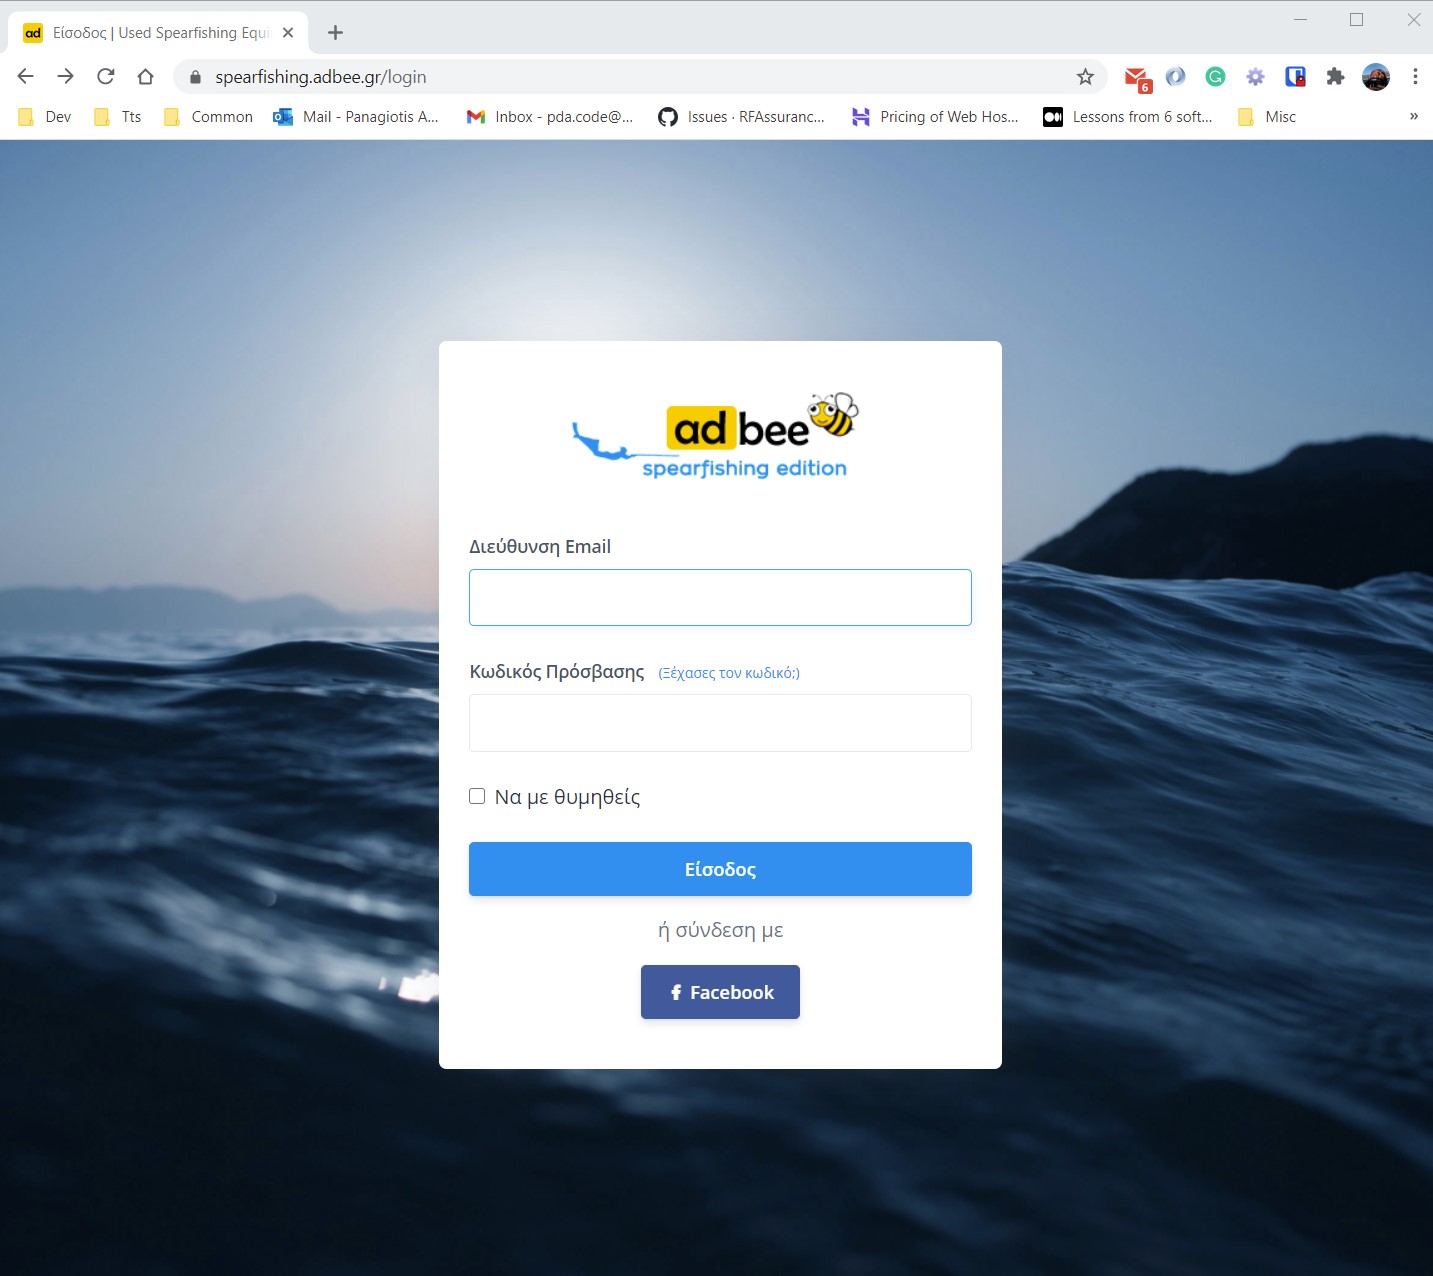 ad Είσοδος | Used Spearfishing Equi
spearfishing.adbee.gr/login
6
Dev Tts Common Mail - Panagiotis A... Inbox - pda.code@... Issues · RFAssuranc... Pricing of Web Hos... Lessons from 6 soft... Misc »
ad bee
spearfishing edition
Διεύθυνση Email
Κωδικός Πρόσβασης (Ξέχασες τον κωδικό;)
Να με θυμηθείς
Είσοδος
ή σύνδεση με
f Facebook